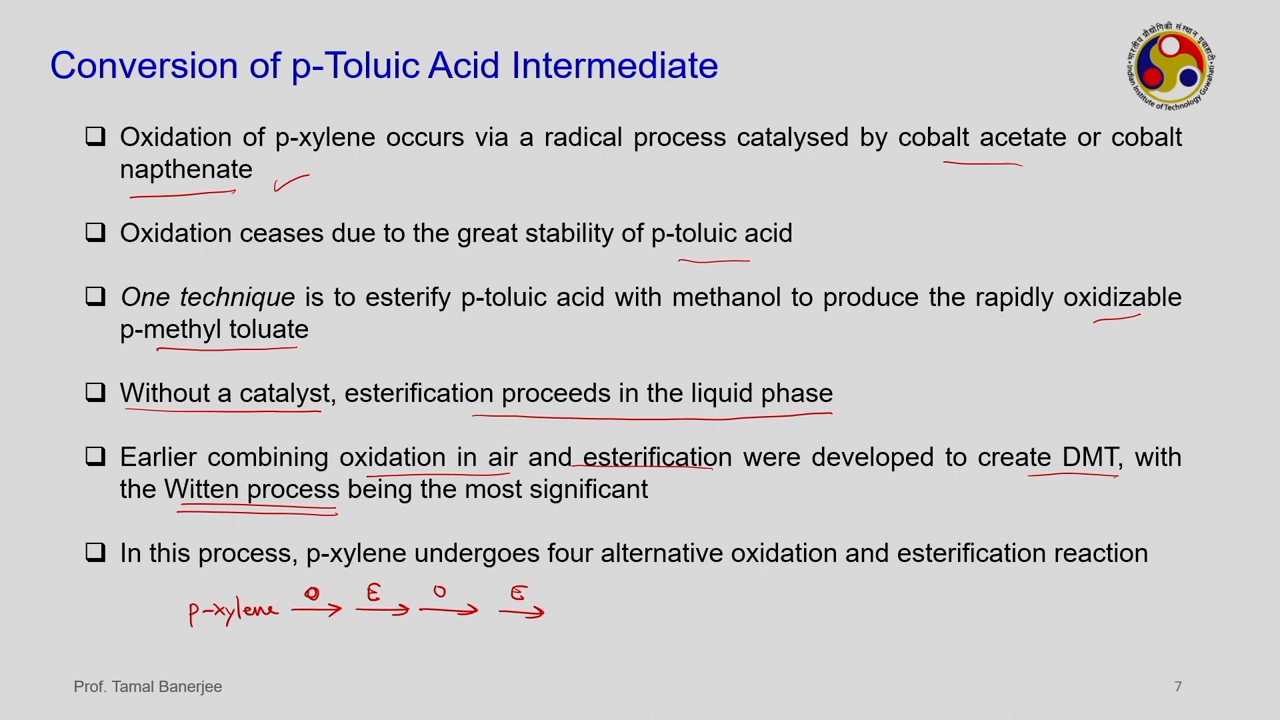 Conversion of p-Toluic Acid Intermediate
Oxidation of p-xylene occurs via a radical process catalysed by cobalt acetate or cobalt
napthenate
Oxidation ceases due to the great stability of p-toluic acid
One technique is to esterify p-toluic acid with methanol to produce the rapidly oxidizable
p-methyl toluate
Without a catalyst, esterification proceeds in the liquid phase
Earlier combining oxidation in air and esterification were developed to create DMT, with
the Witten process being the most significant
In this process, p-xylene undergoes four alternative oxidation and esterification reaction
O E O E
p-xylene → → → →
Prof. Tamal Banerjee
7